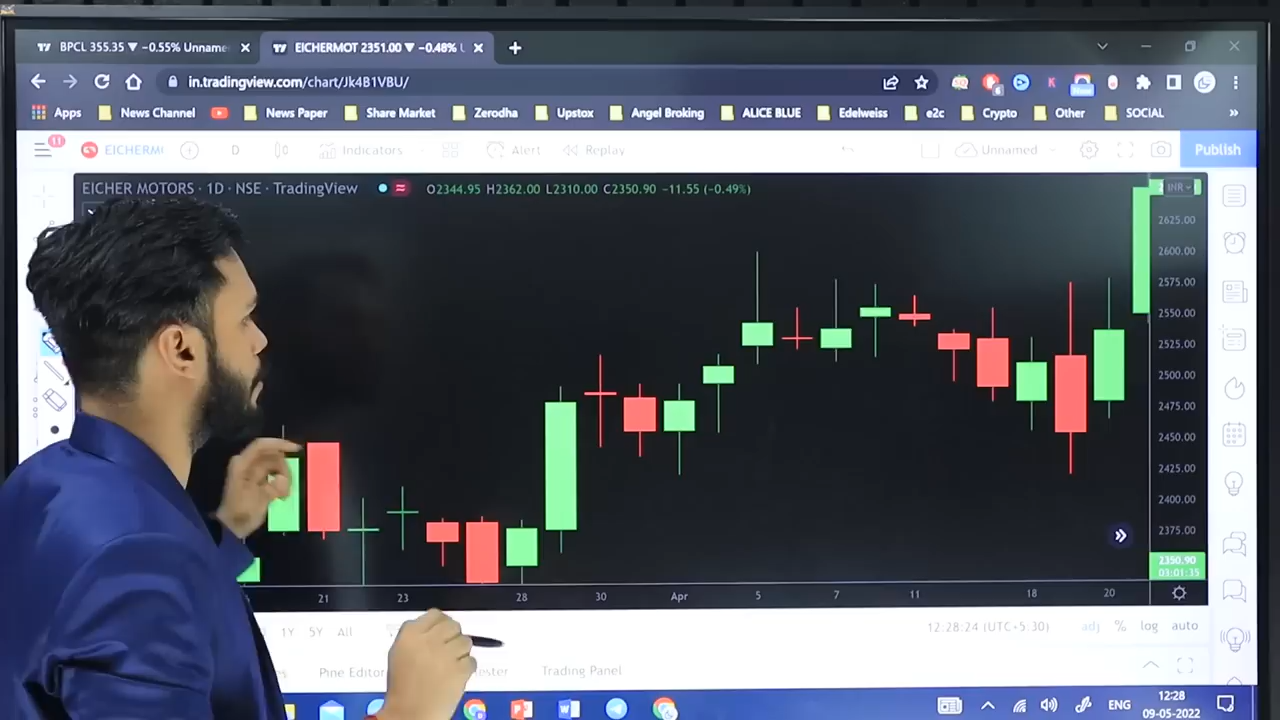 BPCL 355.35 ▼ −0.55% Unname
EICHERMOT 2351.00 ▼ −0.48%
in.tradingview.com/chart/Jk4B1VBU/
Apps
News Channel
News Paper
Share Market
Zerodha
Upstox
Angel Broking
ALICE BLUE
Edelweiss
e2c
Crypto
Other
SOCIAL
»
11
EICHERM
D
Indicators
Alert
Replay
Unnamed
Publish
EICHER MOTORS · 1D · NSE · TradingView
O2344.95 H2362.00 L2310.00 C2350.90 −11.55 (−0.49%)
INR
2625.00
2600.00
2575.00
2550.00
2525.00
2500.00
2475.00
2450.00
2425.00
2400.00
2375.00
2350.90
03:01:35
21
23
28
30
Apr
5
7
11
18
20
1Y
5Y
All
12:28:24 (UTC+5:30)
adj
%
log
auto
Pine Editor
Trading Panel
ENG
12:28
09-05-2022